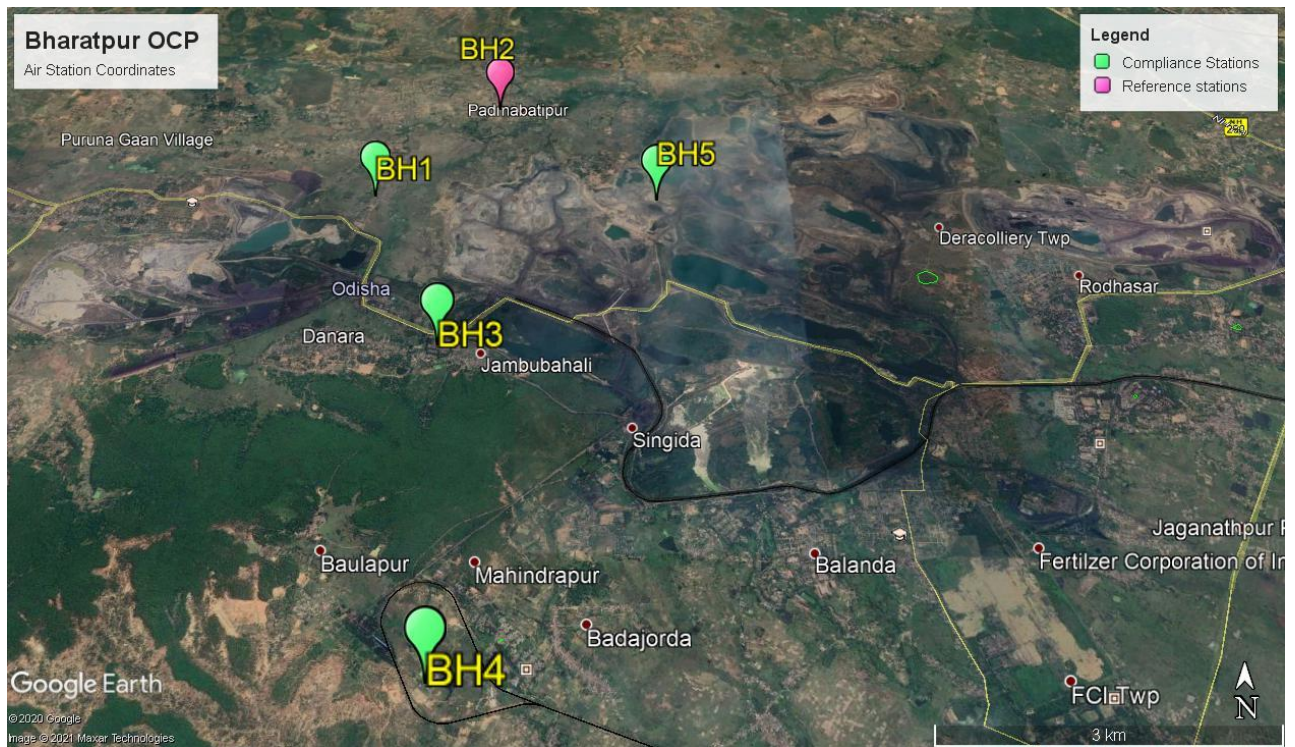 Bharatpur OCP
Air Station Coordinates
Legend
Compliance Stations
Reference stations
BH2
Padmabatipur
Puruna Gaan Village
BH1
BH5
Deracolliery Twp
Odisha
Rodhasar
Danara
BH3
Jambubahali
Singida
Jaganathpur
Baulapur
Mahindrapur
Balanda
Fertilzer Corporation of In
Badajorda
BH4
FCI Twp
Google Earth
N
© 2020 Google
Image © 2021 Maxar Technologies
3 km